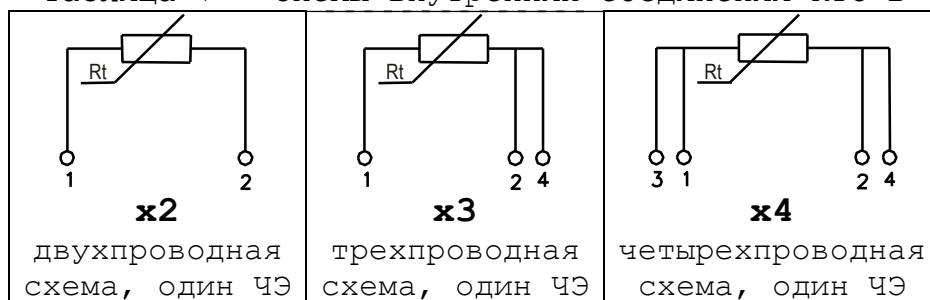 Rt
1 2
x2
двухпроводная
схема, один ЧЭ
Rt
1 2 4
x3
трехпроводная
схема, один ЧЭ
Rt
3 1 2 4
x4
четырехпроводная
схема, один ЧЭ